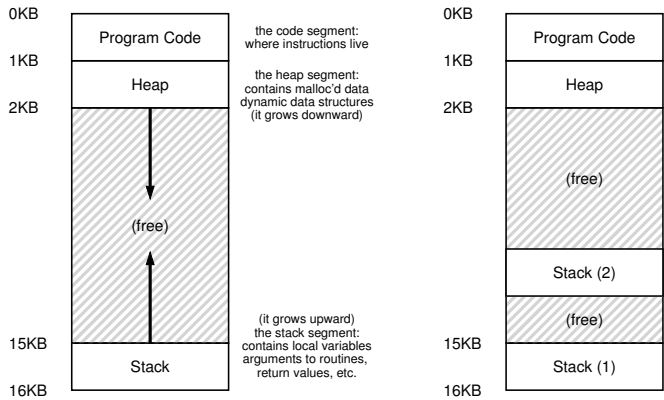 0KB
Program Code
the code segment:
where instructions live
1KB
Heap
the heap segment:
contains malloc'd data
dynamic data structures
(it grows downward)
2KB
(free)
(it grows upward)
the stack segment:
contains local variables
arguments to routines,
return values, etc.
15KB
Stack
16KB
0KB
Program Code
1KB
Heap
2KB
(free)
Stack (2)
(free)
15KB
Stack (1)
16KB